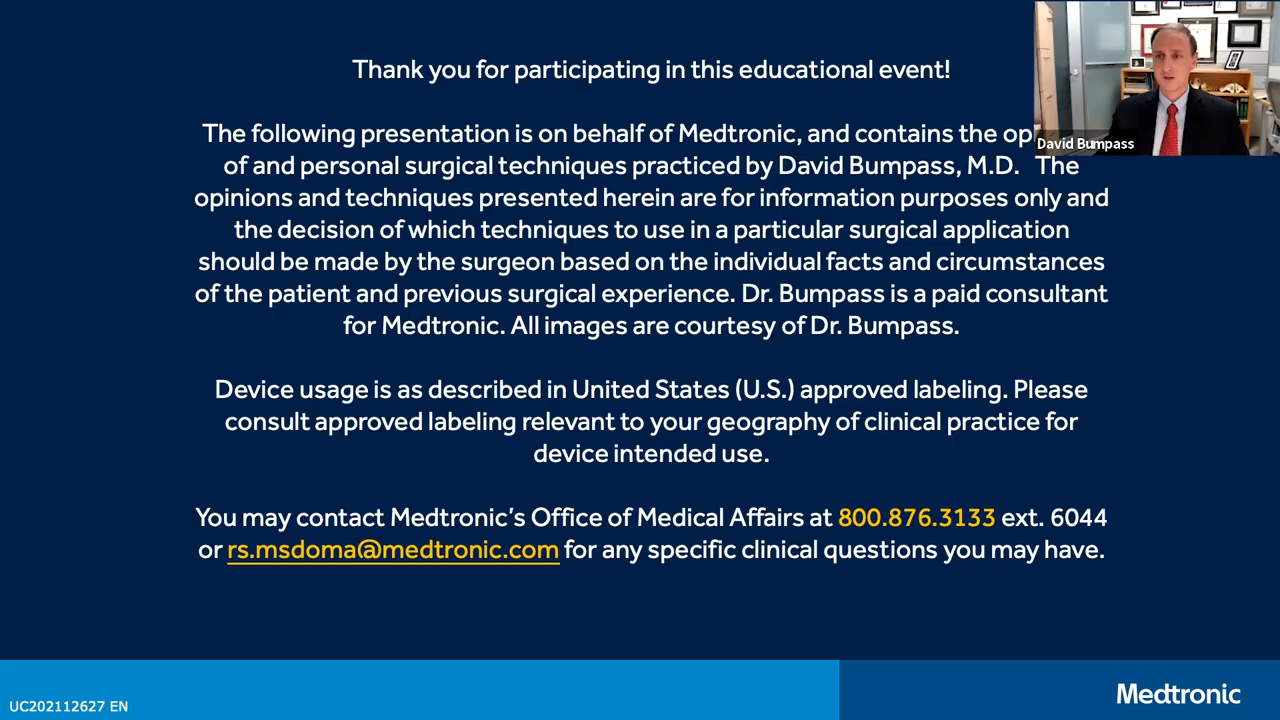 Thank you for participating in this educational event!
The following presentation is on behalf of Medtronic, and contains the op
of and personal surgical techniques practiced by David Bumpass, M.D. The
opinions and techniques presented herein are for information purposes only and
the decision of which techniques to use in a particular surgical application
should be made by the surgeon based on the individual facts and circumstances
of the patient and previous surgical experience. Dr. Bumpass is a paid consultant
for Medtronic. All images are courtesy of Dr. Bumpass.
Device usage is as described in United States (U.S.) approved labeling. Please
consult approved labeling relevant to your geography of clinical practice for
device intended use.
You may contact Medtronic’s Office of Medical Affairs at 800.876.3133 ext. 6044
or rs.msdoma@medtronic.com for any specific clinical questions you may have.
David Bumpass
UC202112627 EN
Medtronic